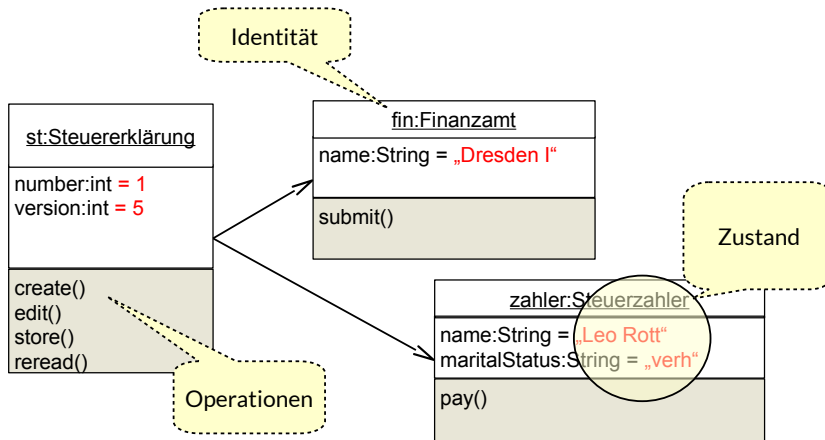 Identität
st:Steuererklärung
number:int = 1
version:int = 5
create()
edit()
store()
reread()
Operationen
fin:Finanzamt
name:String = „Dresden I“
submit()
Zustand
zahler:Steuerzahler
name:String = „Leo Rott“
maritalStatus:String = „verh“
pay()